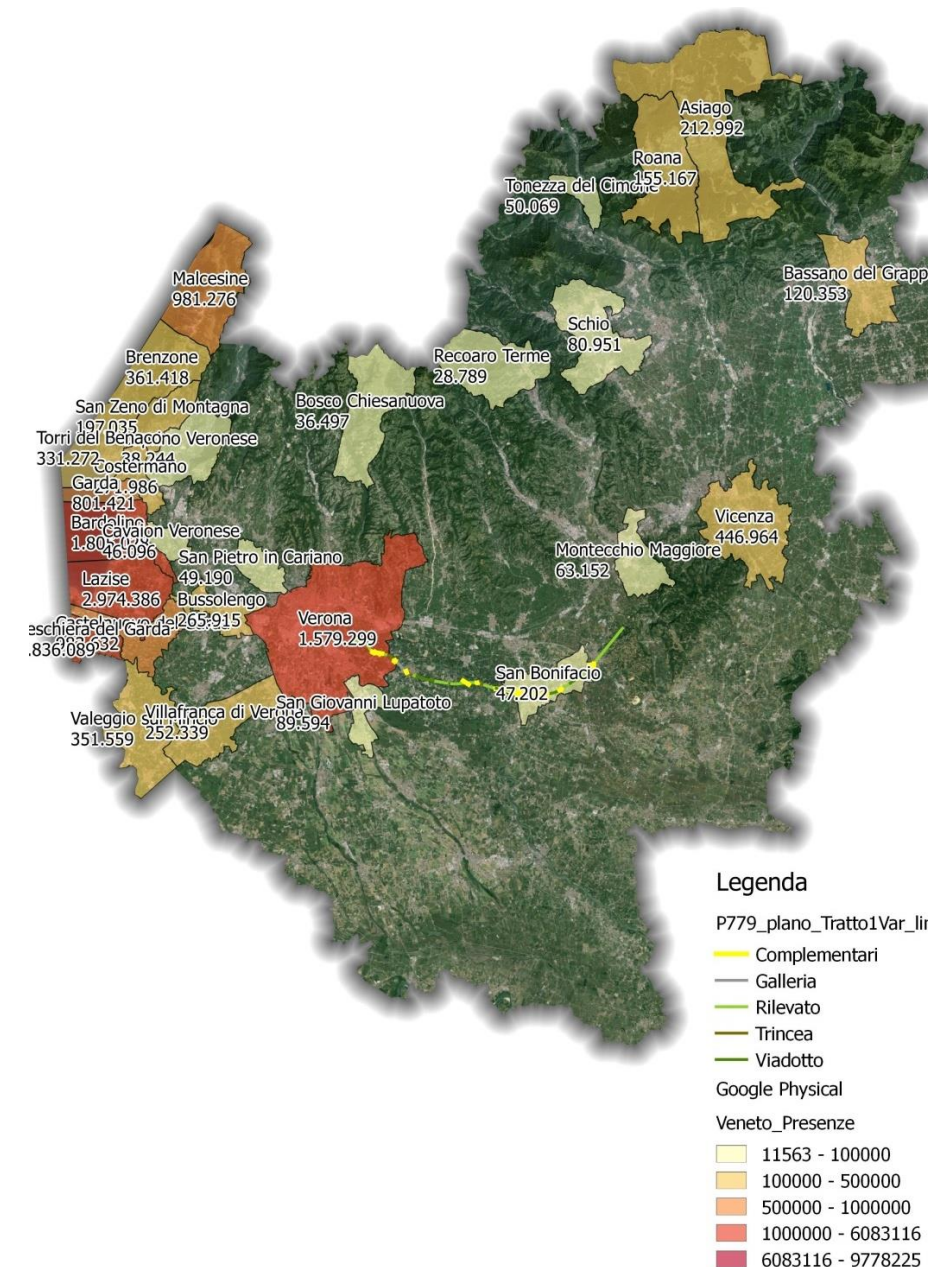 Asiago
212.992
Roana
155.167
Tonezza del Cimone
50.069
Bassano del Grapp
120.353
Malcesine
981.276
Schio
80.951
Brenzone
361.418
Recoaro Terme
28.789
San Zeno di Montagna
197.035
Bosco Chiesanuova
36.497
Torri del Benaco
no Veronese
331.272
38.244
Costermano
Garda
801.421
Vicenza
446.964
Bardolino
Cavaion Veronese
46.096
San Pietro in Cariano
49.190
Montecchio Maggiore
63.152
Lazise
2.974.386
Bussolengo
265.915
Verona
1.579.299
eschiera del Garda
.836.089
San Bonifacio
47.202
San Giovanni Lupatoto
89.594
Villafranca di Verona
252.339
Valeggio
351.559
Legenda
P779_plano_Tratto1Var_lin
Complementari
Galleria
Rilevato
Trincea
Viadotto
Google Physical
Veneto_Presenze
11563 - 100000
100000 - 500000
500000 - 1000000
1000000 - 6083116
6083116 - 9778225